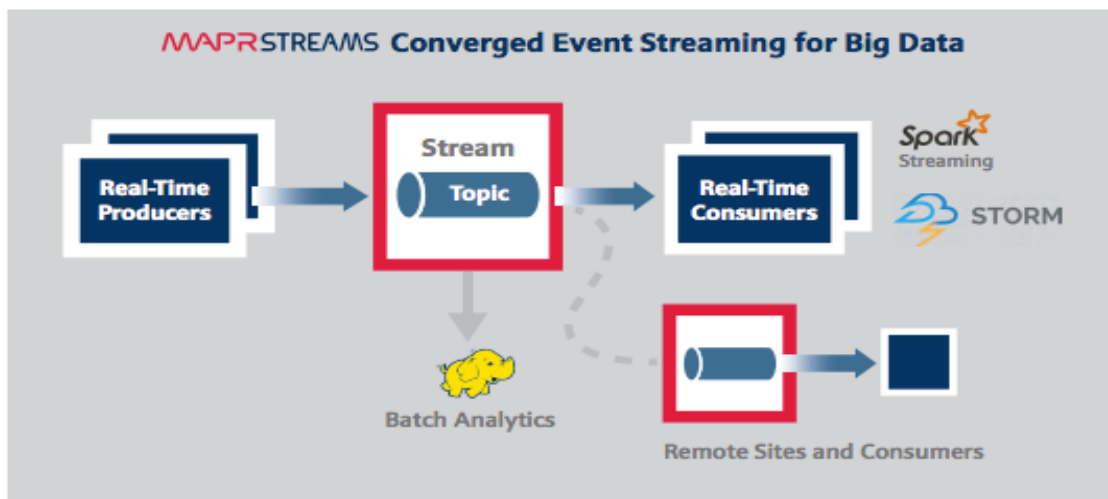 MAPR STREAMS Converged Event Streaming for Big Data
Real-Time
Producers
Stream
Topic
Real-Time
Consumers
Spark
Streaming
STORM
Batch Analytics
Remote Sites and Consumers